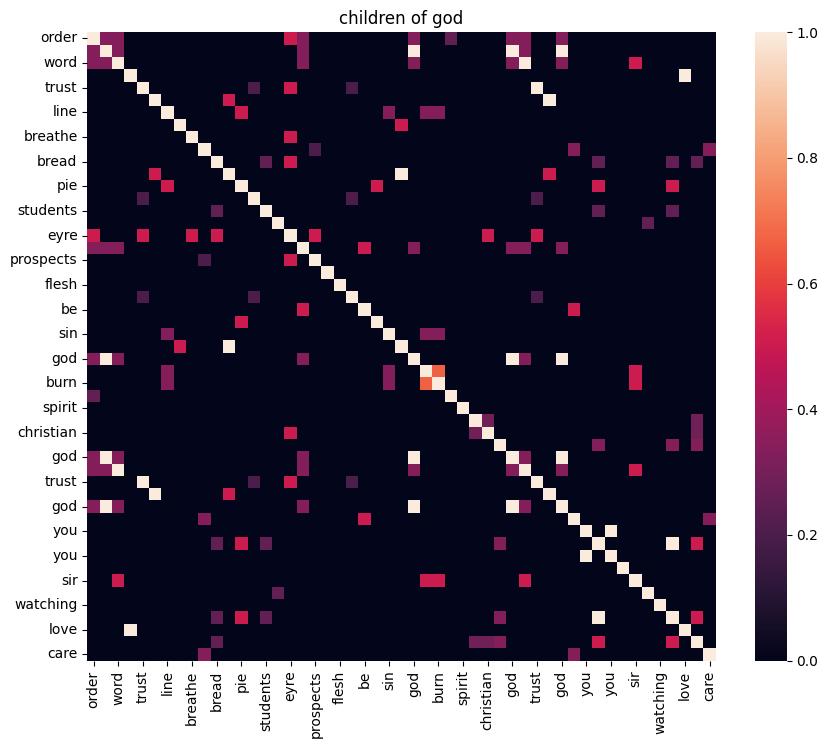 children of god
order
word
trust
line
breathe
bread
pie
students
eyre
prospects
flesh
be
sin
god
burn
spirit
christian
god
trust
god
you
you
sir
watching
love
care
order
word
trust
line
breathe
bread
pie
students
eyre
prospects
flesh
be
sin
god
burn
spirit
christian
god
trust
god
you
you
sir
watching
love
care
1.0
0.8
0.6
0.4
0.2
0.0